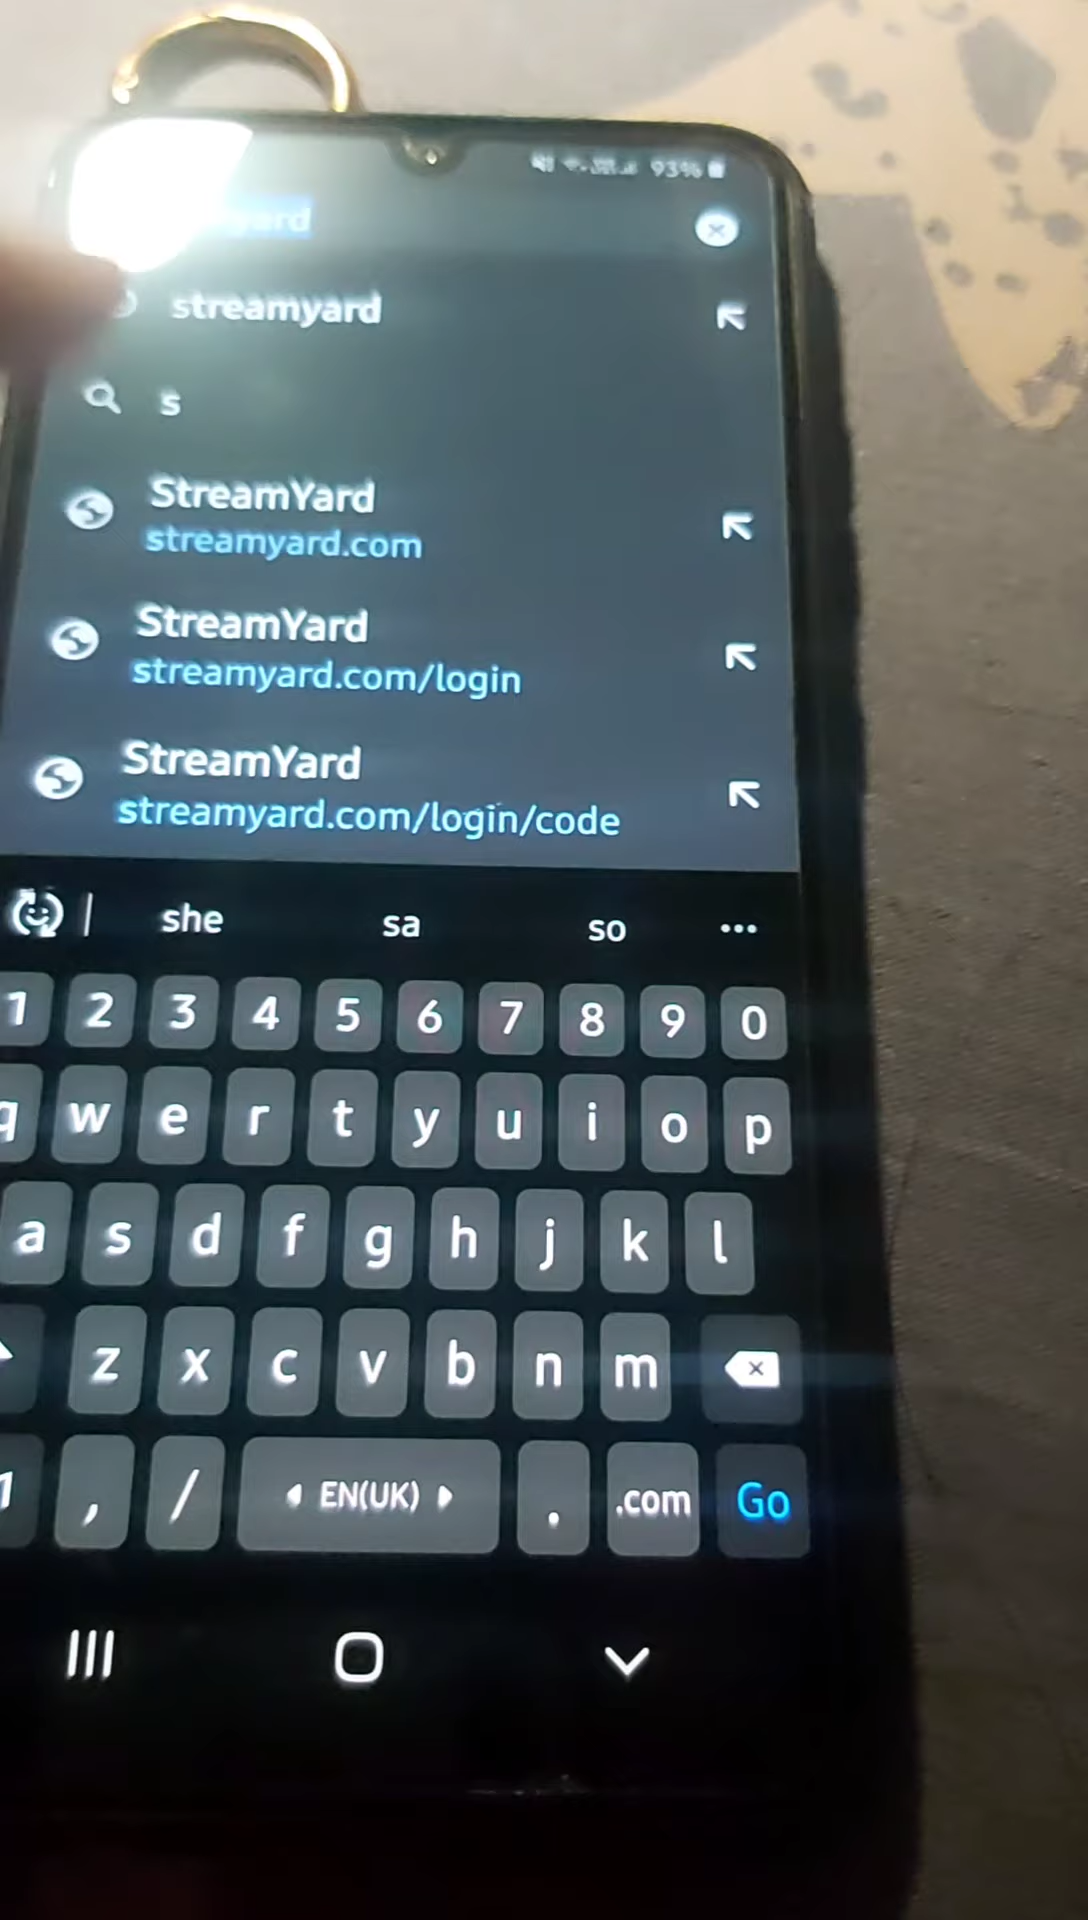 93%
yard
streamyard
s
StreamYard
streamyard.com
StreamYard
streamyard.com/login
StreamYard
streamyard.com/login/code
she sa so ...
1 2 3 4 5 6 7 8 9 0
q w e r t y u i o p
a s d f g h j k l
z x c v b n m
, / EN(UK) . .com Go